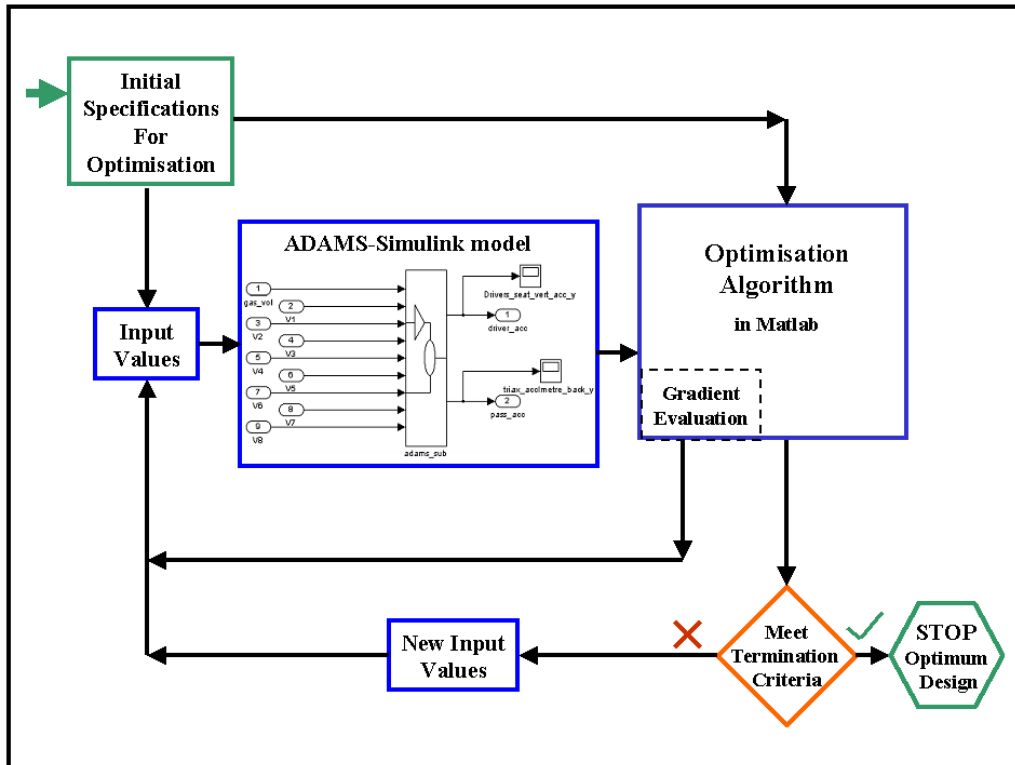 Initial
Specifications
For
Optimisation
ADAMS-Simulink model
1
gas_vol
2
V1
3
V2
4
V3
5
V4
6
V5
7
V6
8
V7
9
V8
adams_sub
Drivers_seat_vert_acc_y
1
driver_acc
triax_acclmetre_back_y
2
pass_acc
Input
Values
Optimisation
Algorithm
in Matlab
Gradient
Evaluation
New Input
Values
Meet
Termination
Criteria
STOP
Optimum
Design